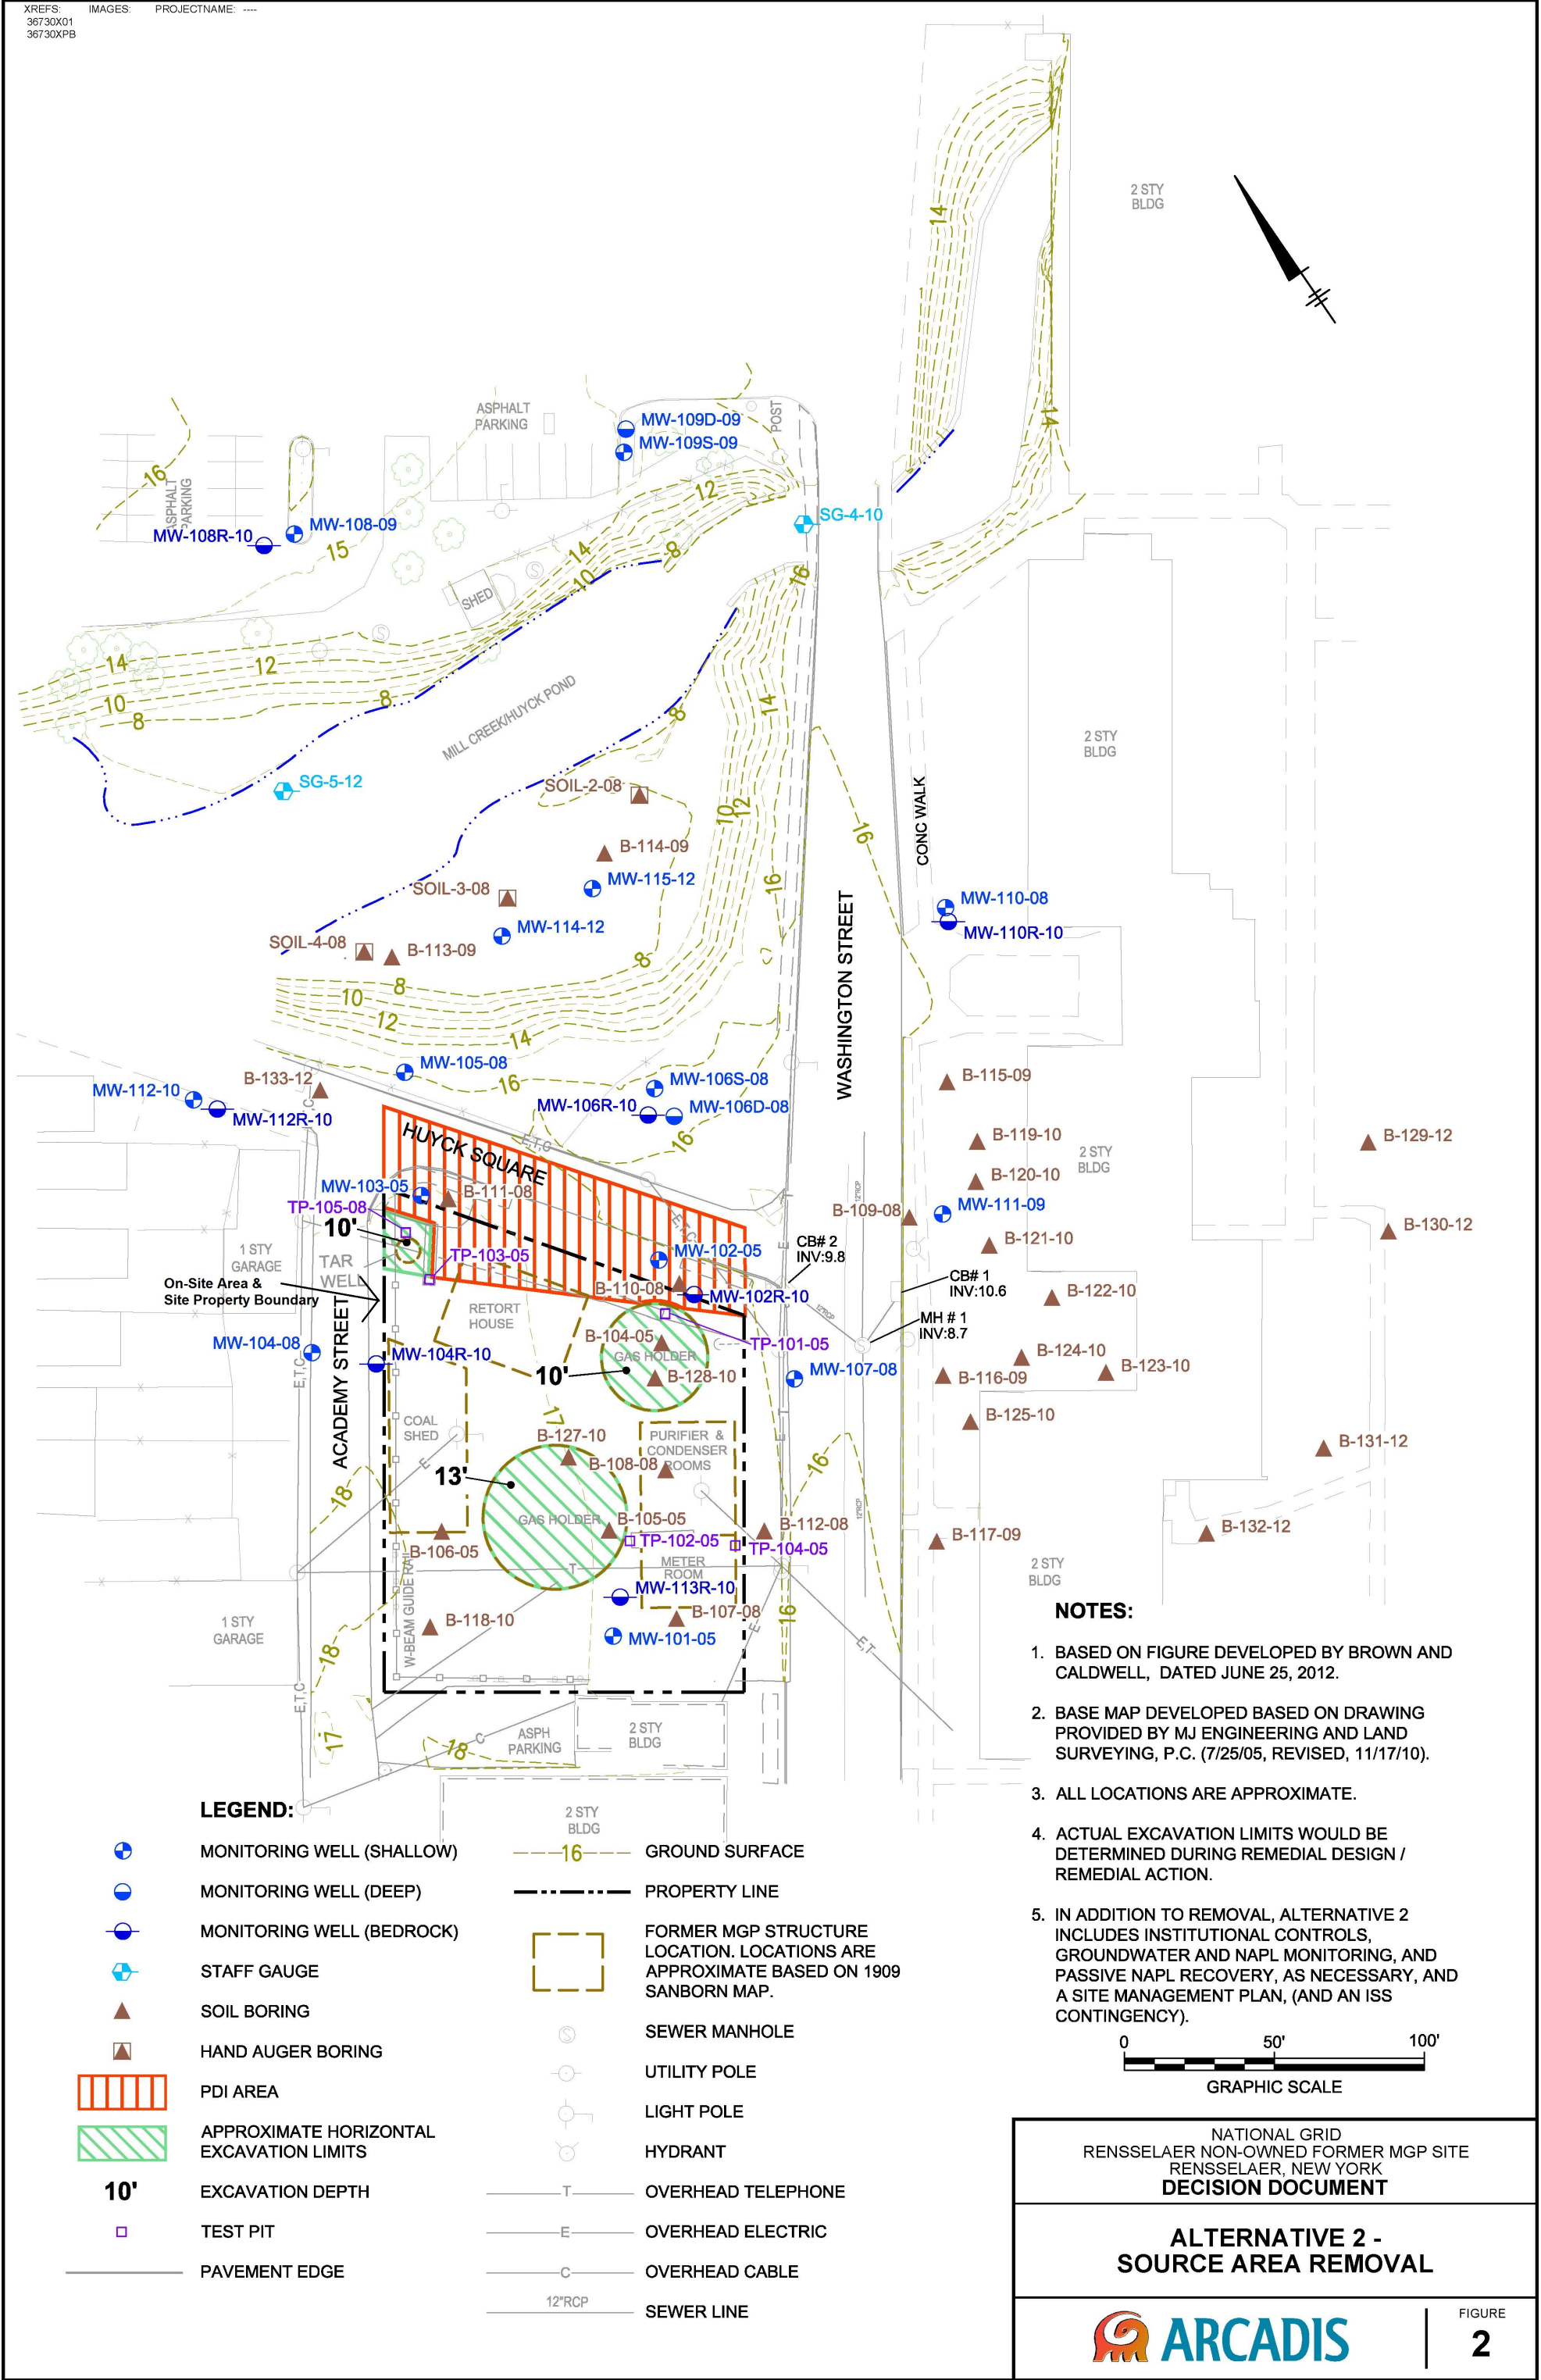 XREFS: IMAGES: PROJECTNAME: ----
36730X01
36730XPB
2 STY
BLDG
14
14
ASPHALT
PARKING
POST
MW-109D-09
MW-109S-09
16
ASPHALT
PARKING
12
SG-4-10
MW-108-09
MW-108R-10
15
14
8
10
16
SHED
S
S
14
12
10
8
8
MILL CREEK/HUYCK POND
8
14
2 STY
BLDG
SG-5-12
SOIL-2-08
10
12
16
CONC WALK
B-114-09
MW-115-12
16
SOIL-3-08
MW-110-08
MW-110R-10
MW-114-12
WASHINGTON STREET
SOIL-4-08
B-113-09
8
8
10
12
14
MW-105-08
B-133-12
16
MW-106S-08
B-115-09
MW-112-10
MW-112R-10
MW-106R-10
MW-106D-08
HUYCK SQUARE
E,T,C
16
B-119-10
2 STY
BLDG
B-129-12
B-120-10
MW-103-05
B-111-08
TP-105-08
10'
12"RCP
B-109-08
MW-111-09
E,T,C
B-130-12
B-121-10
1 STY
GARAGE
TAR
WELL
TP-103-05
MW-102-05
CB# 2
INV:9.8
On-Site Area &
Site Property Boundary
B-110-08
MW-102R-10
CB# 1
INV:10.6
B-122-10
RETORT
HOUSE
12"RCP
MH # 1
INV:8.7
S
MW-104-08
MW-104R-10
B-104-05
TP-101-05
GAS HOLDER
B-124-10
B-123-10
10'
B-128-10
MW-107-08
B-116-09
E,T,C
ACADEMY STREET
17
COAL
SHED
B-125-10
B-127-10
PURIFIER &
CONDENSER
ROOMS
B-131-12
E
13'
B-108-08
16
18
12"RCP
GAS HOLDER
B-105-05
B-112-08
B-132-12
TP-102-05
TP-104-05
B-117-09
B-106-05
METER
ROOM
T
2 STY
BLDG
MW-113R-10
B-107-08
16
B-118-10
MW-101-05
1 STY
GARAGE
W-BEAM GUIDE RAIL
18
E
E,T
E,T,C
17
C
ASPH
PARKING
2 STY
BLDG
18
2 STY
BLDG
NOTES:
1. BASED ON FIGURE DEVELOPED BY BROWN AND
CALDWELL, DATED JUNE 25, 2012.
2. BASE MAP DEVELOPED BASED ON DRAWING
PROVIDED BY MJ ENGINEERING AND LAND
SURVEYING, P.C. (7/25/05, REVISED, 11/17/10).
3. ALL LOCATIONS ARE APPROXIMATE.
4. ACTUAL EXCAVATION LIMITS WOULD BE
DETERMINED DURING REMEDIAL DESIGN /
REMEDIAL ACTION.
5. IN ADDITION TO REMOVAL, ALTERNATIVE 2
INCLUDES INSTITUTIONAL CONTROLS,
GROUNDWATER AND NAPL MONITORING, AND
PASSIVE NAPL RECOVERY, AS NECESSARY, AND
A SITE MANAGEMENT PLAN, (AND AN ISS
CONTINGENCY).
0 50' 100'
GRAPHIC SCALE
LEGEND:
MONITORING WELL (SHALLOW)
MONITORING WELL (DEEP)
MONITORING WELL (BEDROCK)
STAFF GAUGE
SOIL BORING
HAND AUGER BORING
PDI AREA
APPROXIMATE HORIZONTAL
EXCAVATION LIMITS
10' EXCAVATION DEPTH
TEST PIT
PAVEMENT EDGE
16 GROUND SURFACE
PROPERTY LINE
FORMER MGP STRUCTURE
LOCATION. LOCATIONS ARE
APPROXIMATE BASED ON 1909
SANBORN MAP.
S SEWER MANHOLE
UTILITY POLE
LIGHT POLE
HYDRANT
T OVERHEAD TELEPHONE
E OVERHEAD ELECTRIC
C OVERHEAD CABLE
12"RCP SEWER LINE
NATIONAL GRID
RENSSELAER NON-OWNED FORMER MGP SITE
RENSSELAER, NEW YORK
DECISION DOCUMENT
ALTERNATIVE 2 -
SOURCE AREA REMOVAL
ARCADIS
FIGURE
2